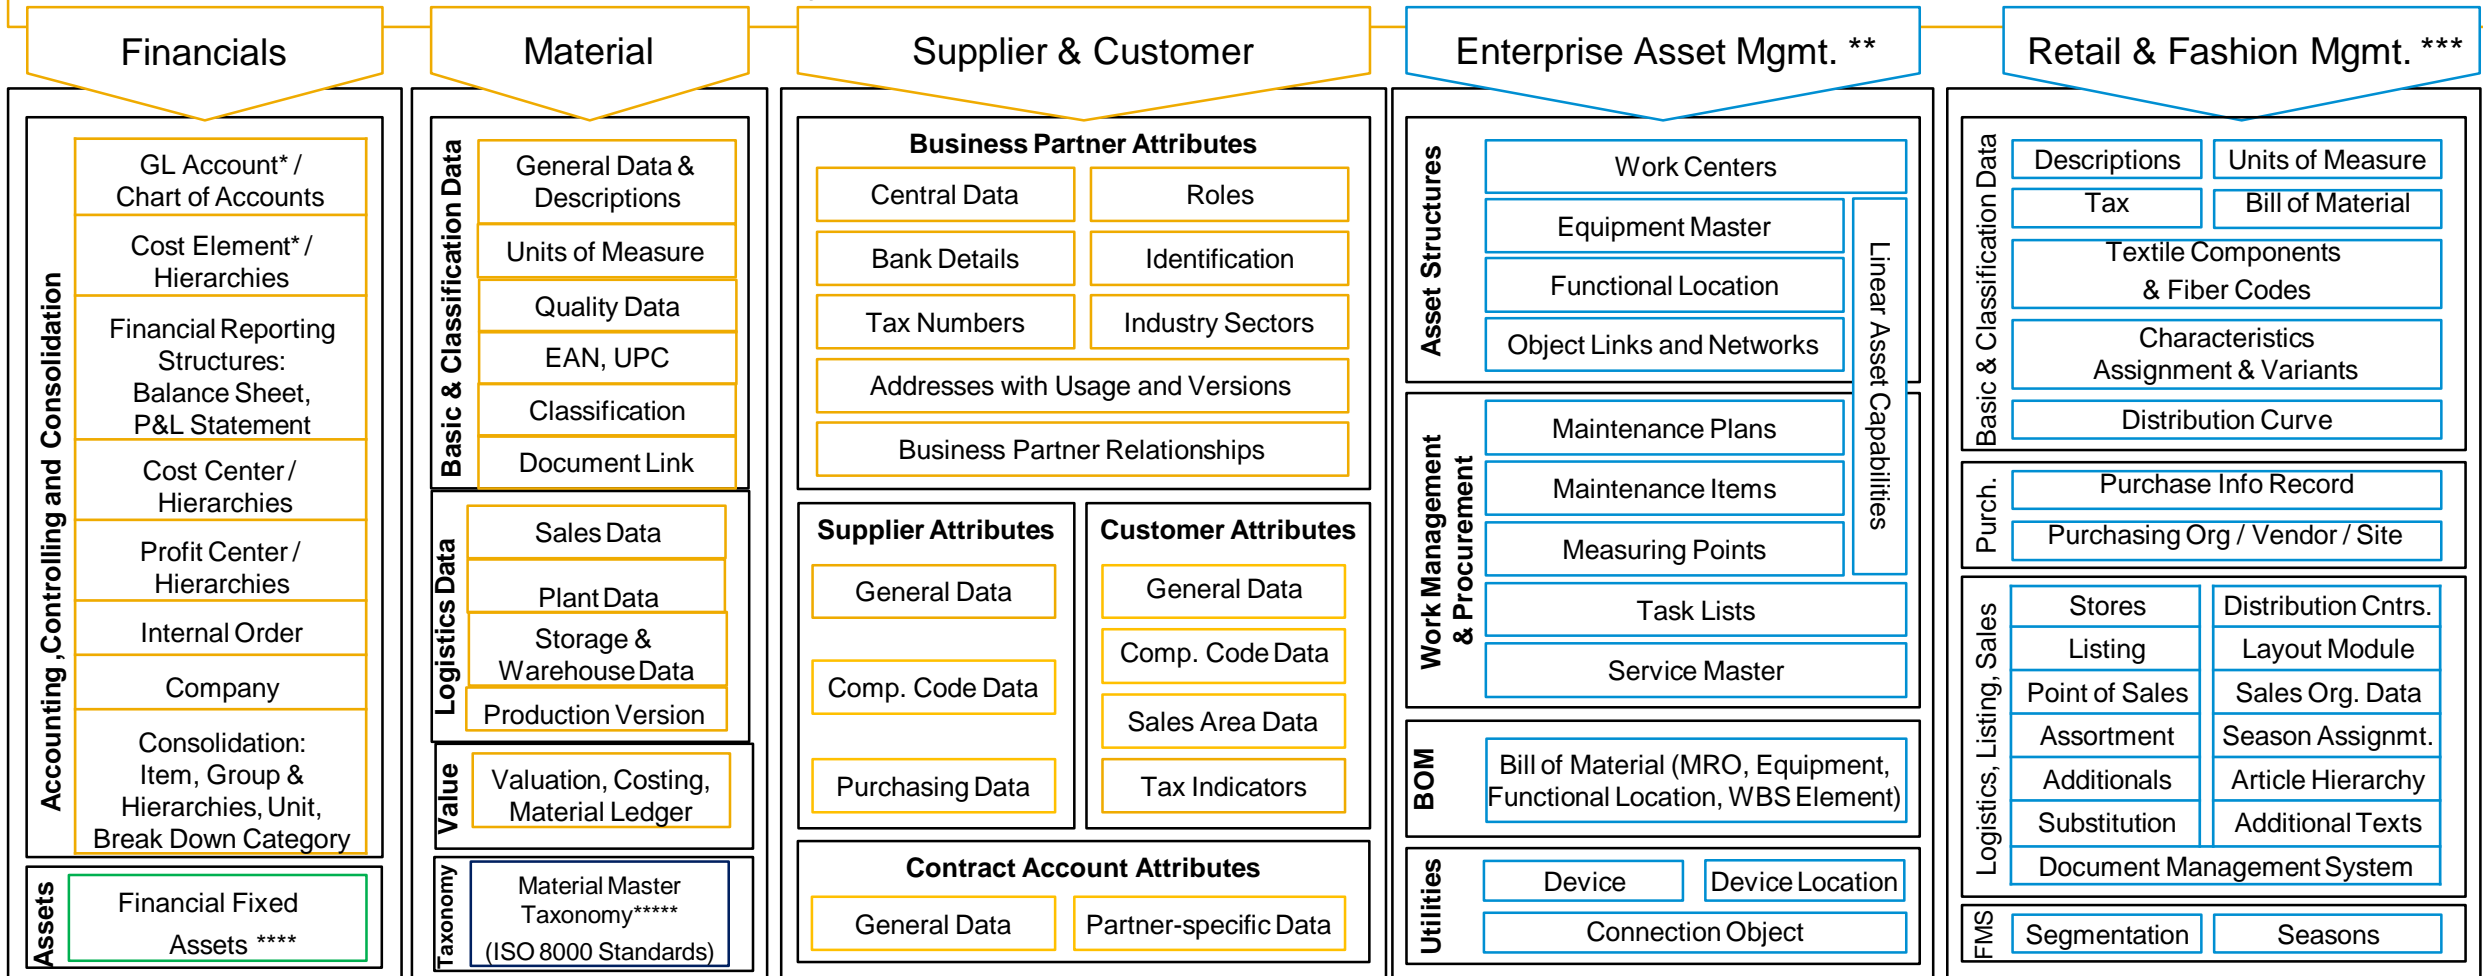 Financials
Material
Supplier & Customer
Enterprise Asset Mgmt. **
Retail & Fashion Mgmt. ***
Accounting ,Controlling and Consolidation
GL Account* /
Chart of Accounts
Cost Element* /
Hierarchies
Financial Reporting
Structures:
Balance Sheet,
P&L Statement
Cost Center /
Hierarchies
Profit Center /
Hierarchies
Internal Order
Company
Consolidation:
Item, Group &
Hierarchies, Unit,
Break Down Category
Assets
Financial Fixed
Assets ****
Basic & Classification Data
General Data &
Descriptions
Units of Measure
Quality Data
EAN, UPC
Classification
Document Link
Logistics Data
Sales Data
Plant Data
Storage &
Warehouse Data
Production Version
Value
Valuation, Costing,
Material Ledger
Taxonomy
Material Master
Taxonomy*****
(ISO 8000 Standards)
Business Partner Attributes
Central Data
Roles
Bank Details
Identification
Tax Numbers
Industry Sectors
Addresses with Usage and Versions
Business Partner Relationships
Supplier Attributes
General Data
Comp. Code Data
Purchasing Data
Customer Attributes
General Data
Comp. Code Data
Sales Area Data
Tax Indicators
Contract Account Attributes
General Data
Partner-specific Data
Asset Structures
Work Centers
Equipment Master
Functional Location
Object Links and Networks
Linear Asset Capabilities
Work Management
& Procurement
Maintenance Plans
Maintenance Items
Measuring Points
Task Lists
Service Master
BOM
Bill of Material (MRO, Equipment,
Functional Location, WBS Element)
Utilities
Device
Device Location
Connection Object
Basic & Classification Data
Descriptions
Units of Measure
Tax
Bill of Material
Textile Components
& Fiber Codes
Characteristics
Assignment & Variants
Distribution Curve
Purch.
Purchase Info Record
Purchasing Org / Vendor / Site
Logistics, Listing, Sales
Stores
Distribution Cntrs.
Listing
Layout Module
Point of Sales
Sales Org. Data
Assortment
Season Assignmt.
Additionals
Article Hierarchy
Substitution
Additional Texts
Document Management System
FMS
Segmentation
Seasons